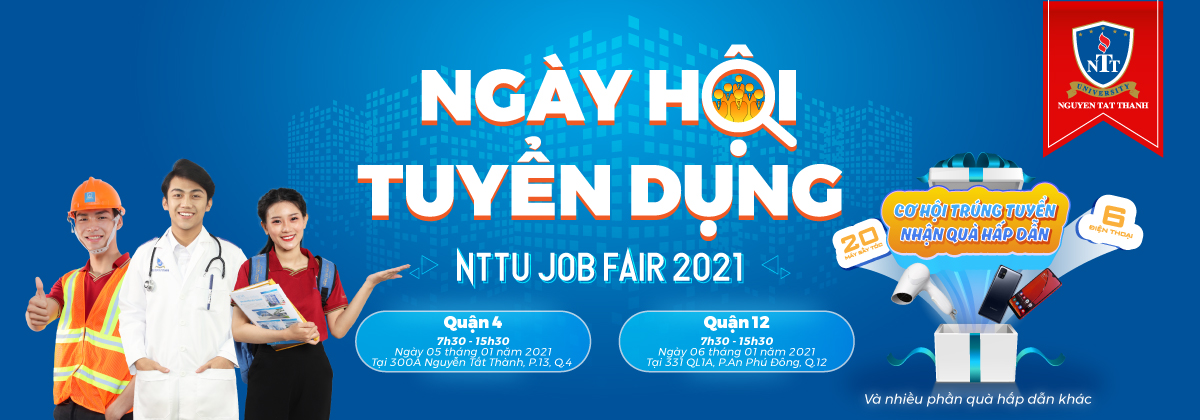 NGÀY HỘI
TUYỂN DỤNG
NTTU JOB FAIR 2021
Quận 4
7h30 - 15h30
Ngày 05 tháng 01 năm 2021
Tại 300A Nguyễn Tất Thành, P.13, Q.4
Quận 12
7h30 - 15h30
Ngày 06 tháng 01 năm 2021
Tại 331 QL1A, P.An Phú Đông, Q.12
NTT
UNIVERSITY
NGUYEN TAT THANH
CƠ HỘI TRÚNG TUYỂN
NHẬN QUÀ HẤP DẪN
20
MÁY SẤY TÓC
6
ĐIỆN THOẠI
Và nhiều phần quà hấp dẫn khác